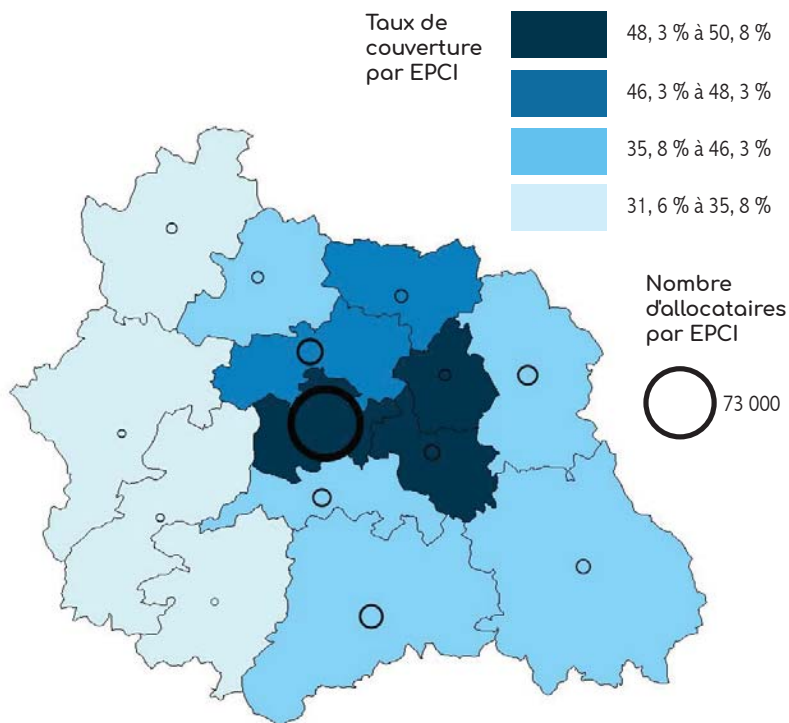 Taux de
couverture
par EPCI
48, 3 % à 50, 8 %
46, 3 % à 48, 3 %
35, 8 % à 46, 3 %
31, 6 % à 35, 8 %
Nombre
d'allocataires
par EPCI
73 000